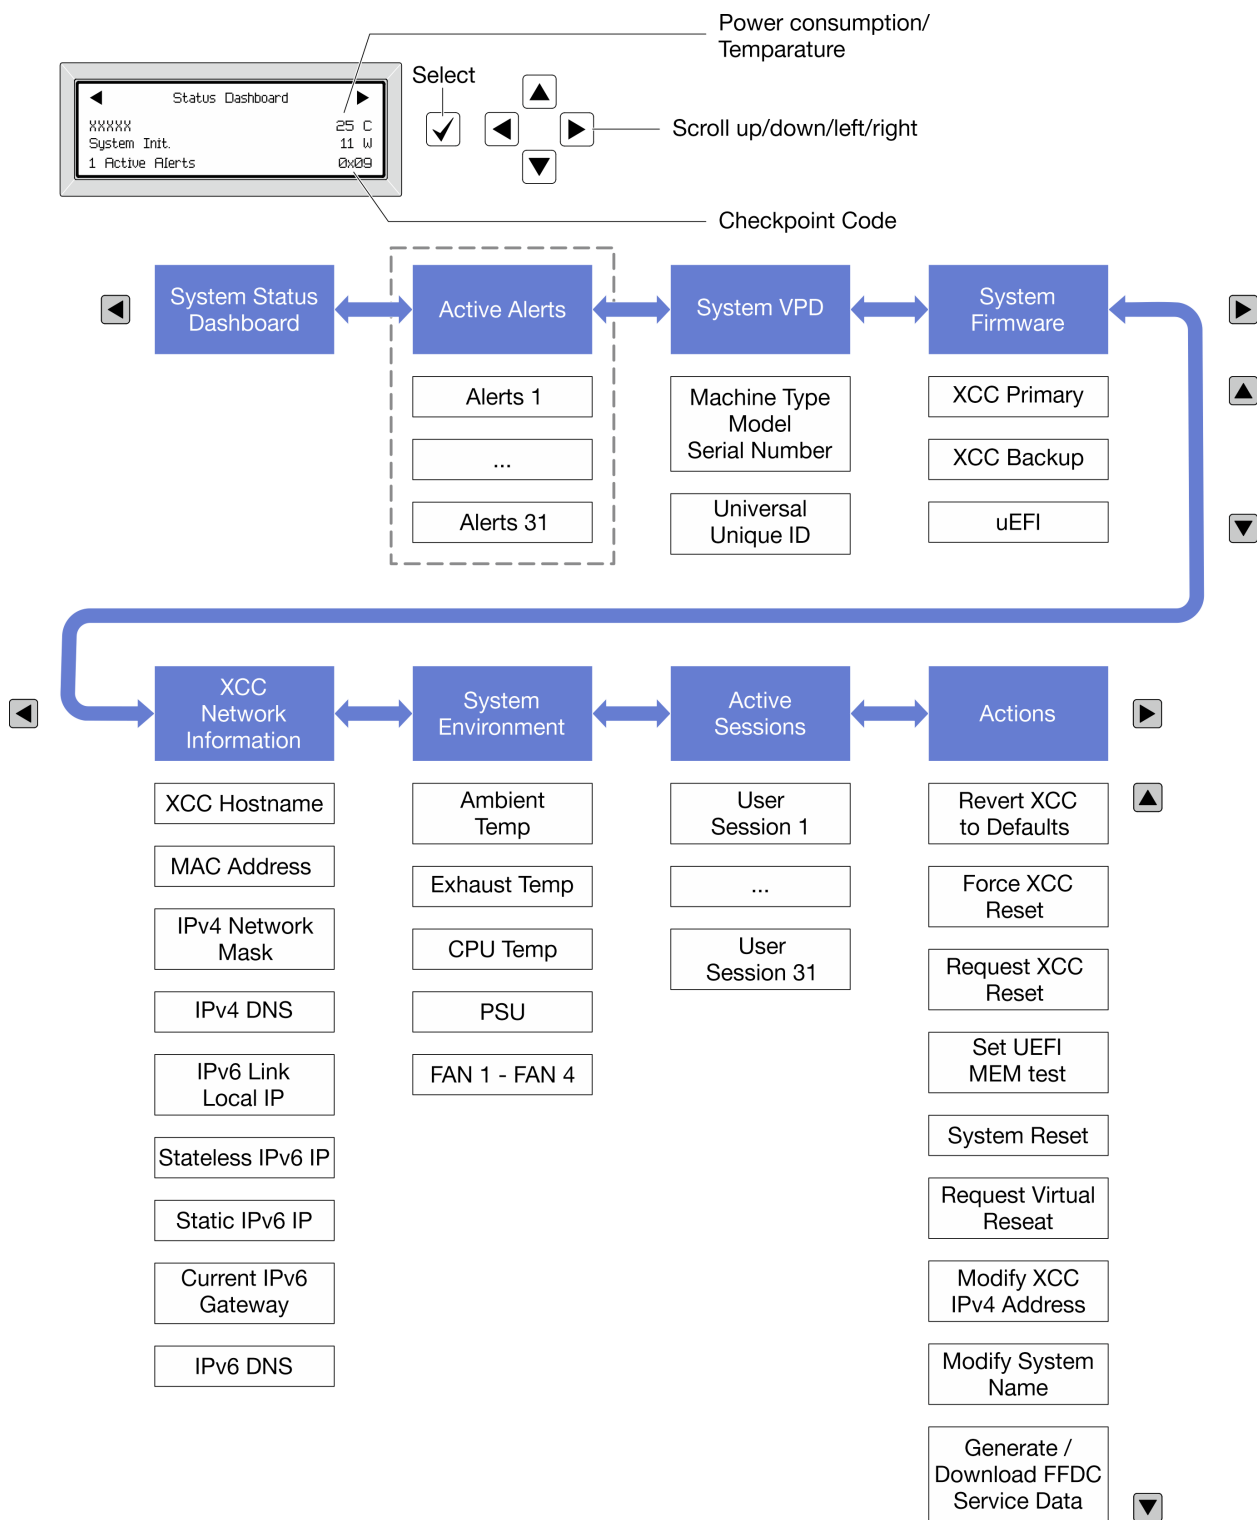 Power consumption/
Temparature
Select
Status Dashboard
XXXXX 25 C
System Init. 11 W
1 Active Alerts 0x09
Scroll up/down/left/right
Checkpoint Code
System Status
Dashboard
Active Alerts
System VPD
System
Firmware
Alerts 1
...
Alerts 31
Machine Type
Model
Serial Number
Universal
Unique ID
XCC Primary
XCC Backup
uEFI
XCC
Network
Information
System
Environment
Active
Sessions
Actions
XCC Hostname
MAC Address
IPv4 Network
Mask
IPv4 DNS
IPv6 Link
Local IP
Stateless IPv6 IP
Static IPv6 IP
Current IPv6
Gateway
IPv6 DNS
Ambient
Temp
Exhaust Temp
CPU Temp
PSU
FAN 1 - FAN 4
User
Session 1
...
User
Session 31
Revert XCC
to Defaults
Force XCC
Reset
Request XCC
Reset
Set UEFI
MEM test
System Reset
Request Virtual
Reseat
Modify XCC
IPv4 Address
Modify System
Name
Generate /
Download FFDC
Service Data